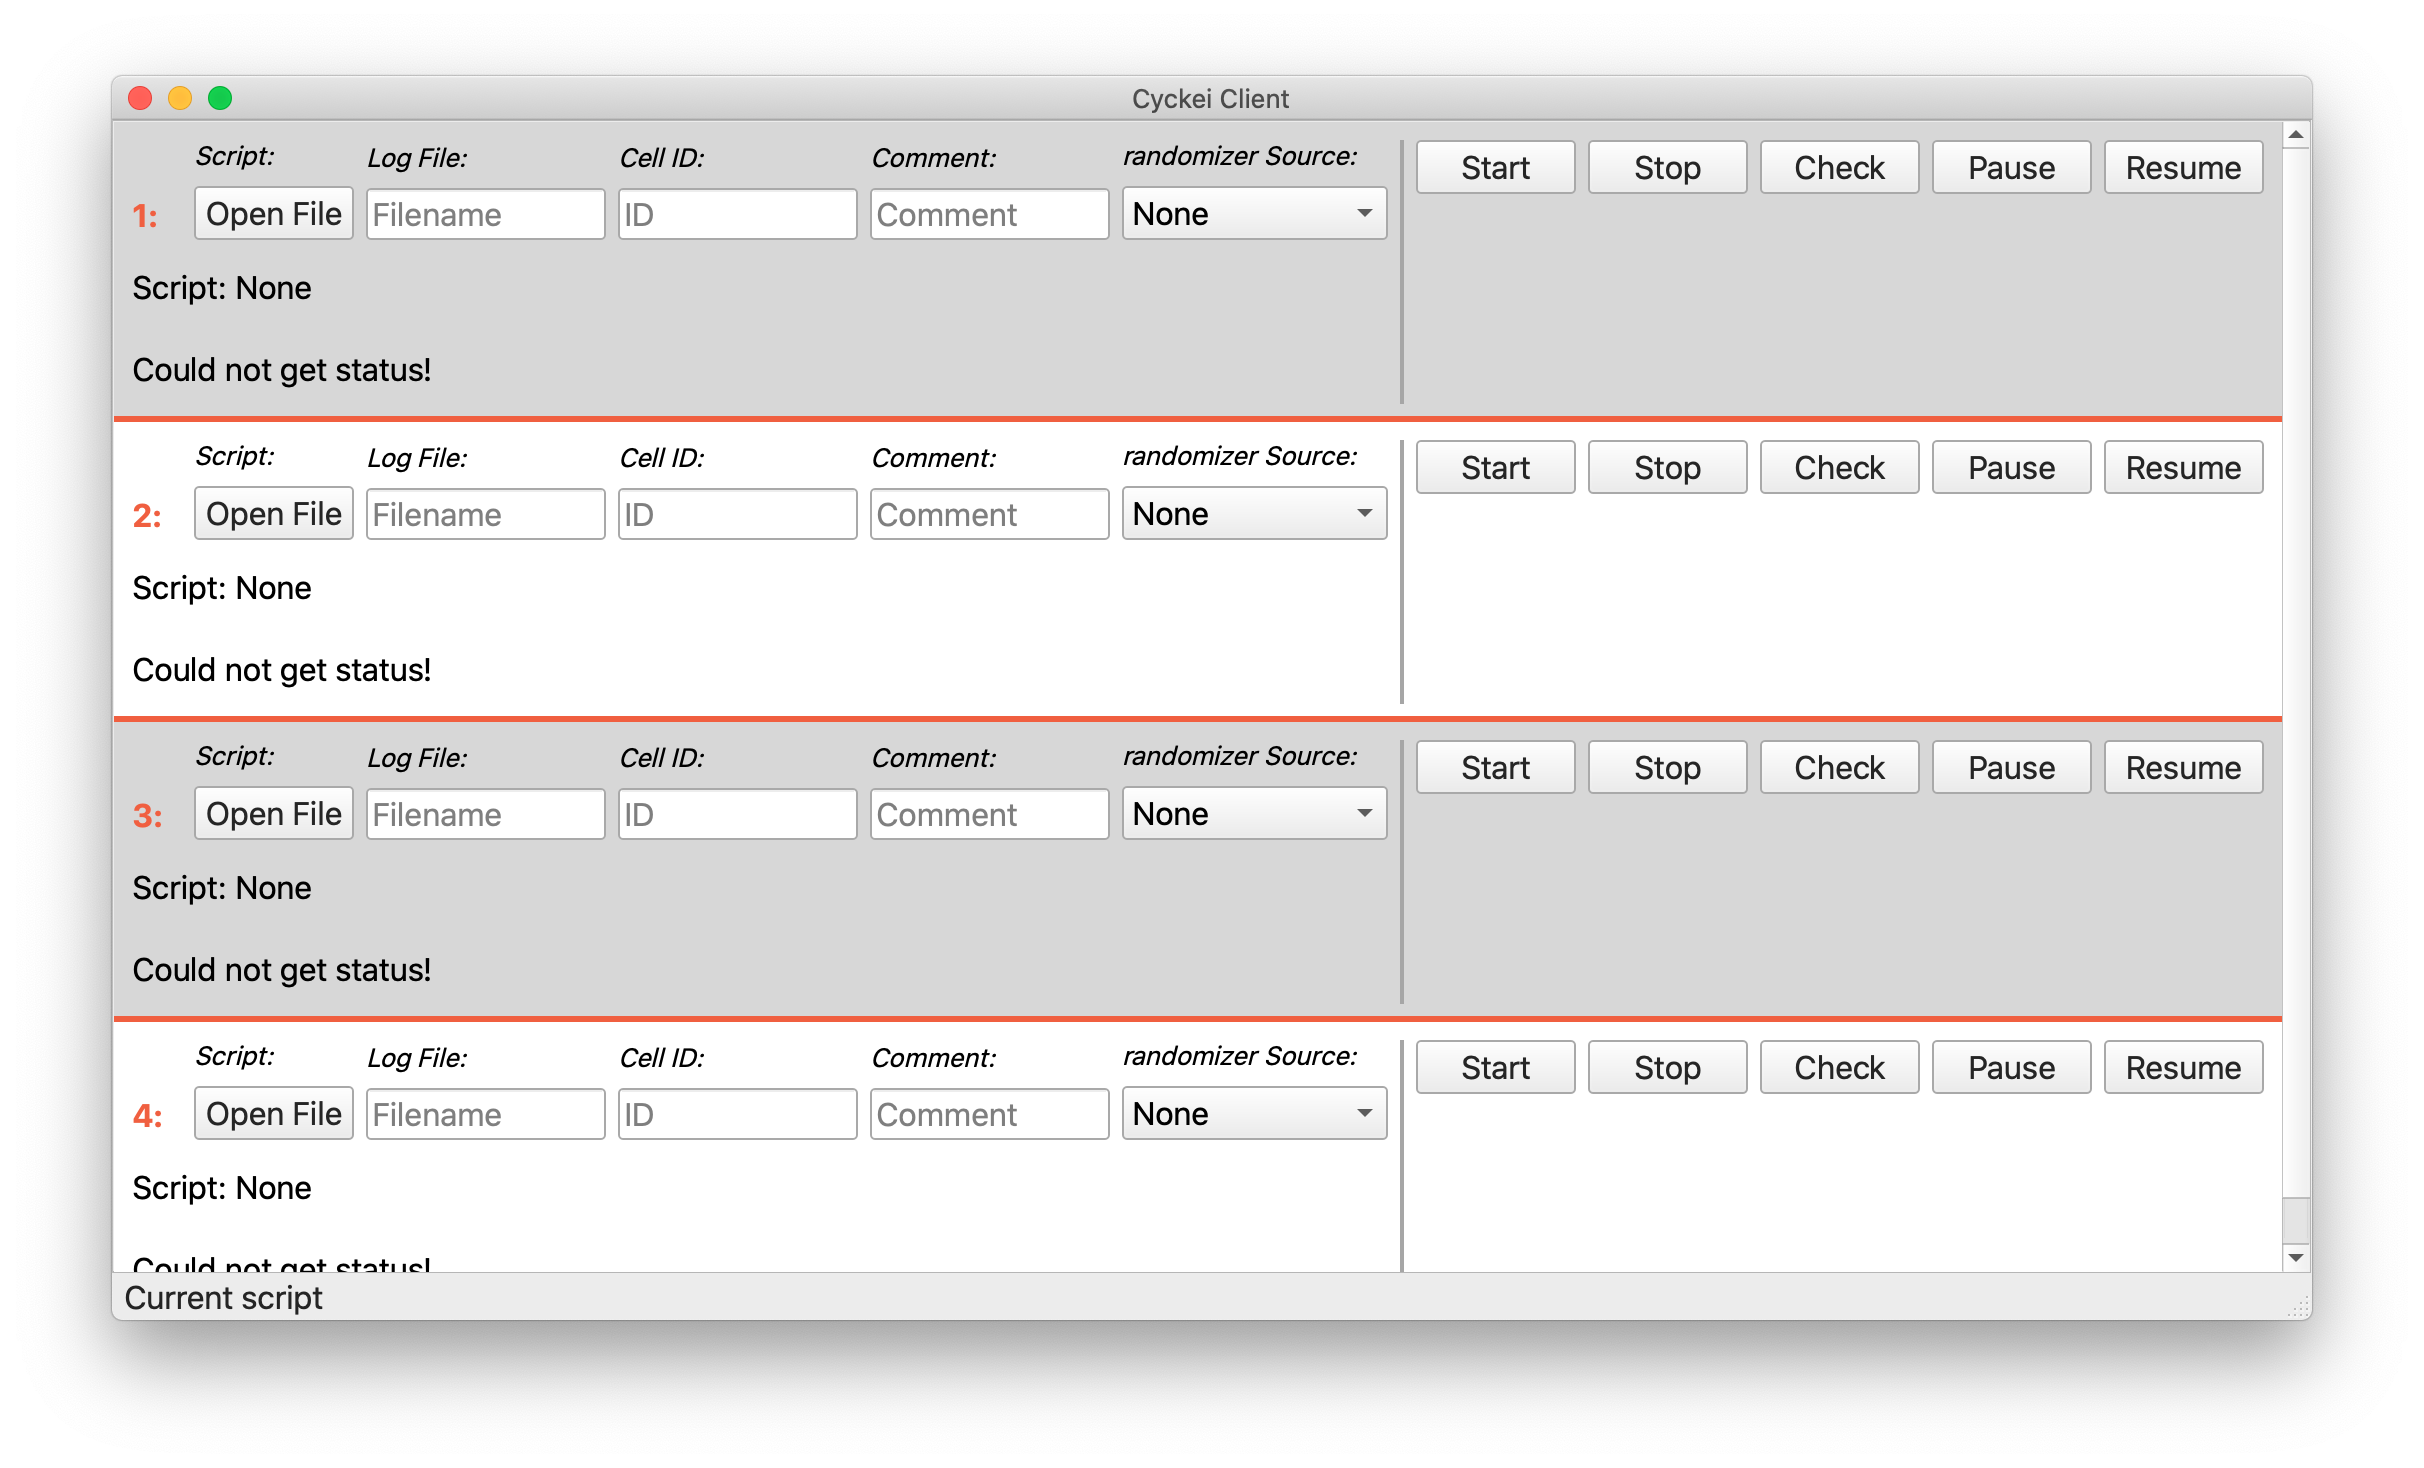 Cyckei Client
Script: Log File: Cell ID: Comment: randomizer Source: Start Stop Check Pause Resume
1: Open File Filename ID Comment None
Script: None
Could not get status!
Script: Log File: Cell ID: Comment: randomizer Source: Start Stop Check Pause Resume
2: Open File Filename ID Comment None
Script: None
Could not get status!
Script: Log File: Cell ID: Comment: randomizer Source: Start Stop Check Pause Resume
3: Open File Filename ID Comment None
Script: None
Could not get status!
Script: Log File: Cell ID: Comment: randomizer Source: Start Stop Check Pause Resume
4: Open File Filename ID Comment None
Script: None
Could not get status!
Current script